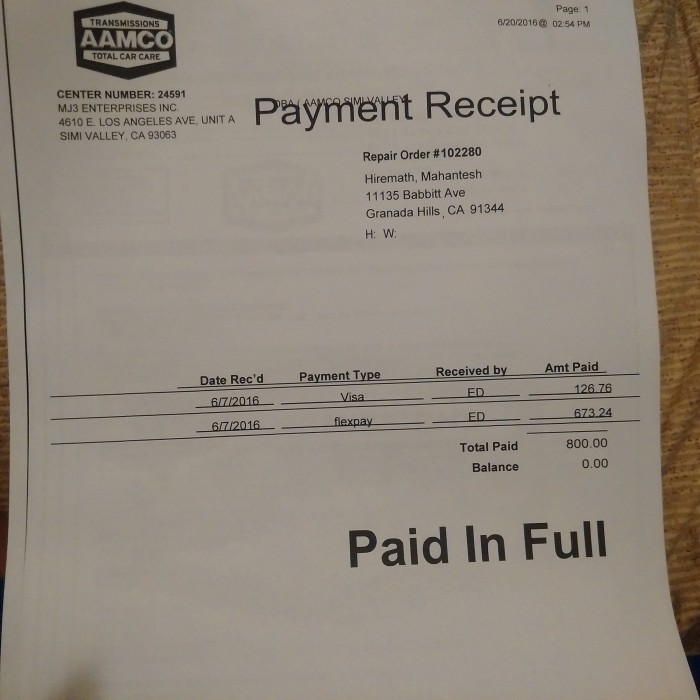 Page: 1
6/20/2016@ 02:54 PM
TRANSMISSIONS
AAMCO
TOTAL CAR CARE
CENTER NUMBER: 24591
MJ3 ENTERPRISES INC.
DBA / AAMCO SIMI VALLEY
4610 E. LOS ANGELES AVE. UNIT A
SIMI VALLEY, CA 93063
Payment Receipt
Repair Order #102280
Hiremath, Mahantesh
11135 Babbitt Ave
Granada Hills, CA 91344
H: W:
Date Rec'd Payment Type Received by Amt Paid
6/7/2016 Visa ED 126.76
6/7/2016 flexpay ED 673.24
Total Paid 800.00
Balance 0.00
Paid In Full